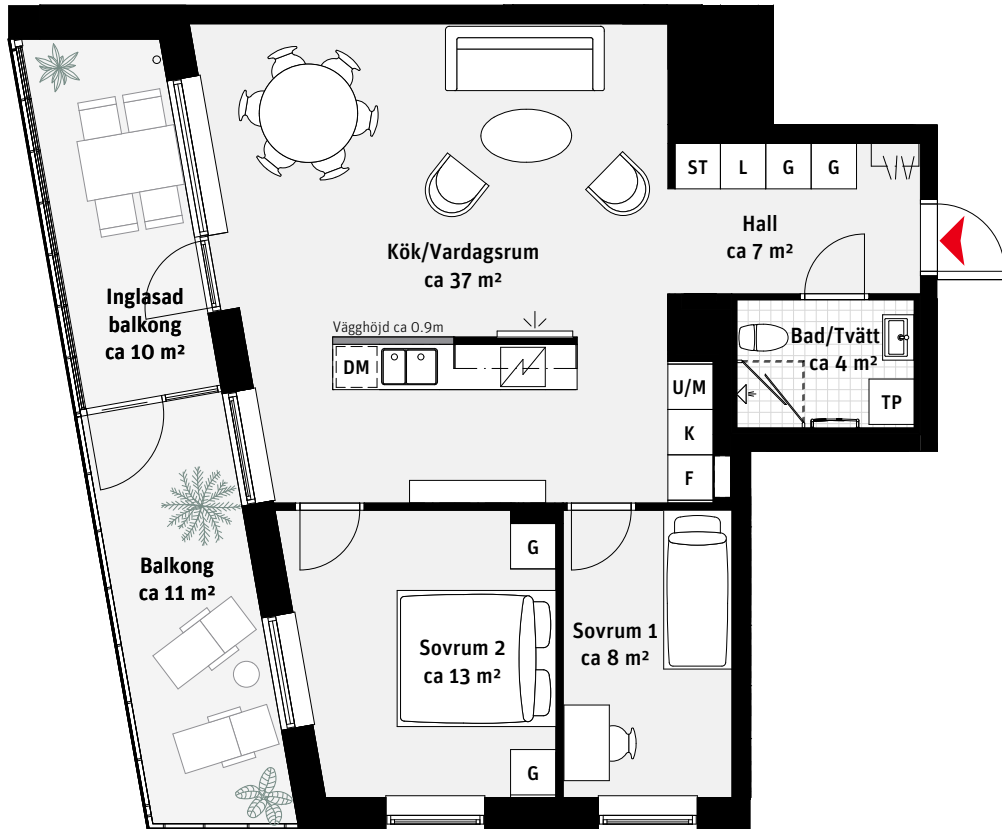 ST L G G
Hall
ca 7 m²
Kök/Vardagsrum
ca 37 m²
Inglasad
balkong
ca 10 m²
Vägghöjd ca 0.9m
DM
Bad/Tvätt
ca 4 m²
TP
U/M
K
F
G
Balkong
ca 11 m²
Sovrum 2
ca 13 m²
Sovrum 1
ca 8 m²
G